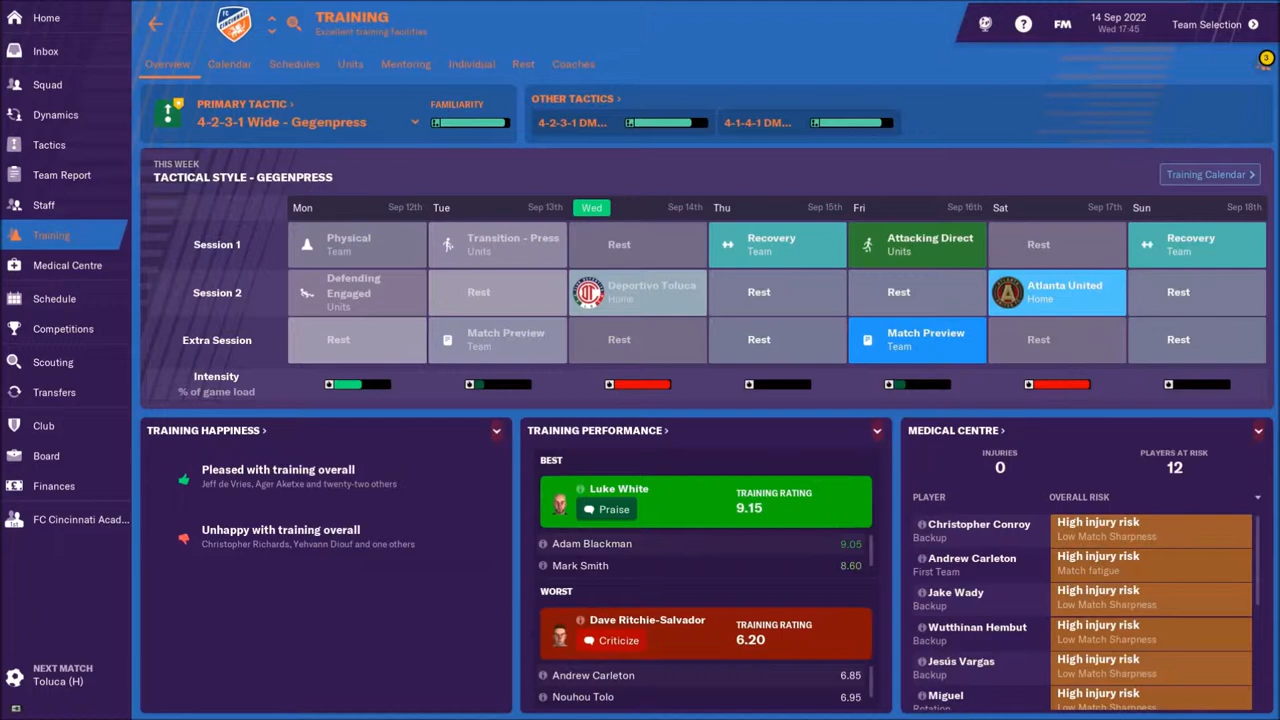 Home
Inbox
Squad
Dynamics
Tactics
Team Report
Staff
Training
Medical Centre
Schedule
Competitions
Scouting
Transfers
Club
Board
Finances
FC Cincinnati Acad...
NEXT MATCH
Toluca (H)
FC
CINCINNATI
TRAINING
Excellent training facilities
?
FM
14 Sep 2022
Wed 17:45
Team Selection
3
Overview
Calendar
Schedules
Units
Mentoring
Individual
Rest
Coaches
PRIMARY TACTIC
4-2-3-1 Wide - Gegenpress
FAMILIARITY
OTHER TACTICS
4-2-3-1 DM...
4-1-4-1 DM...
THIS WEEK
TACTICAL STYLE - GEGENPRESS
Training Calendar
Mon Sep 12th
Tue Sep 13th
Wed Sep 14th
Thu Sep 15th
Fri Sep 16th
Sat Sep 17th
Sun Sep 18th
Session 1
Physical
Team
Transition - Press
Units
Rest
Recovery
Team
Attacking Direct
Units
Rest
Recovery
Team
Session 2
Defending
Engaged
Units
Rest
Deportivo Toluca
Home
Rest
Rest
Atlanta United
Home
Rest
Extra Session
Rest
Match Preview
Team
Rest
Rest
Match Preview
Team
Rest
Rest
Intensity
% of game load
TRAINING HAPPINESS
Pleased with training overall
Jeff de Vries, Ager Aketxe and twenty-two others
Unhappy with training overall
Christopher Richards, Yehvann Diouf and one others
TRAINING PERFORMANCE
BEST
Luke White
Praise
TRAINING RATING
9.15
Adam Blackman 9.05
Mark Smith 8.60
WORST
Dave Ritchie-Salvador
Criticize
TRAINING RATING
6.20
Andrew Carleton 6.85
Nouhou Tolo 6.95
MEDICAL CENTRE
INJURIES
0
PLAYERS AT RISK
12
PLAYER
OVERALL RISK
Christopher Conroy
Backup
High injury risk
Low Match Sharpness
Andrew Carleton
First Team
High injury risk
Match fatigue
Jake Wady
Backup
High injury risk
Low Match Sharpness
Wutthinan Hembut
Backup
High injury risk
Low Match Sharpness
Jesús Vargas
Backup
High injury risk
Low Match Sharpness
Miguel
Rotation
High injury risk
Low Match Sharpness